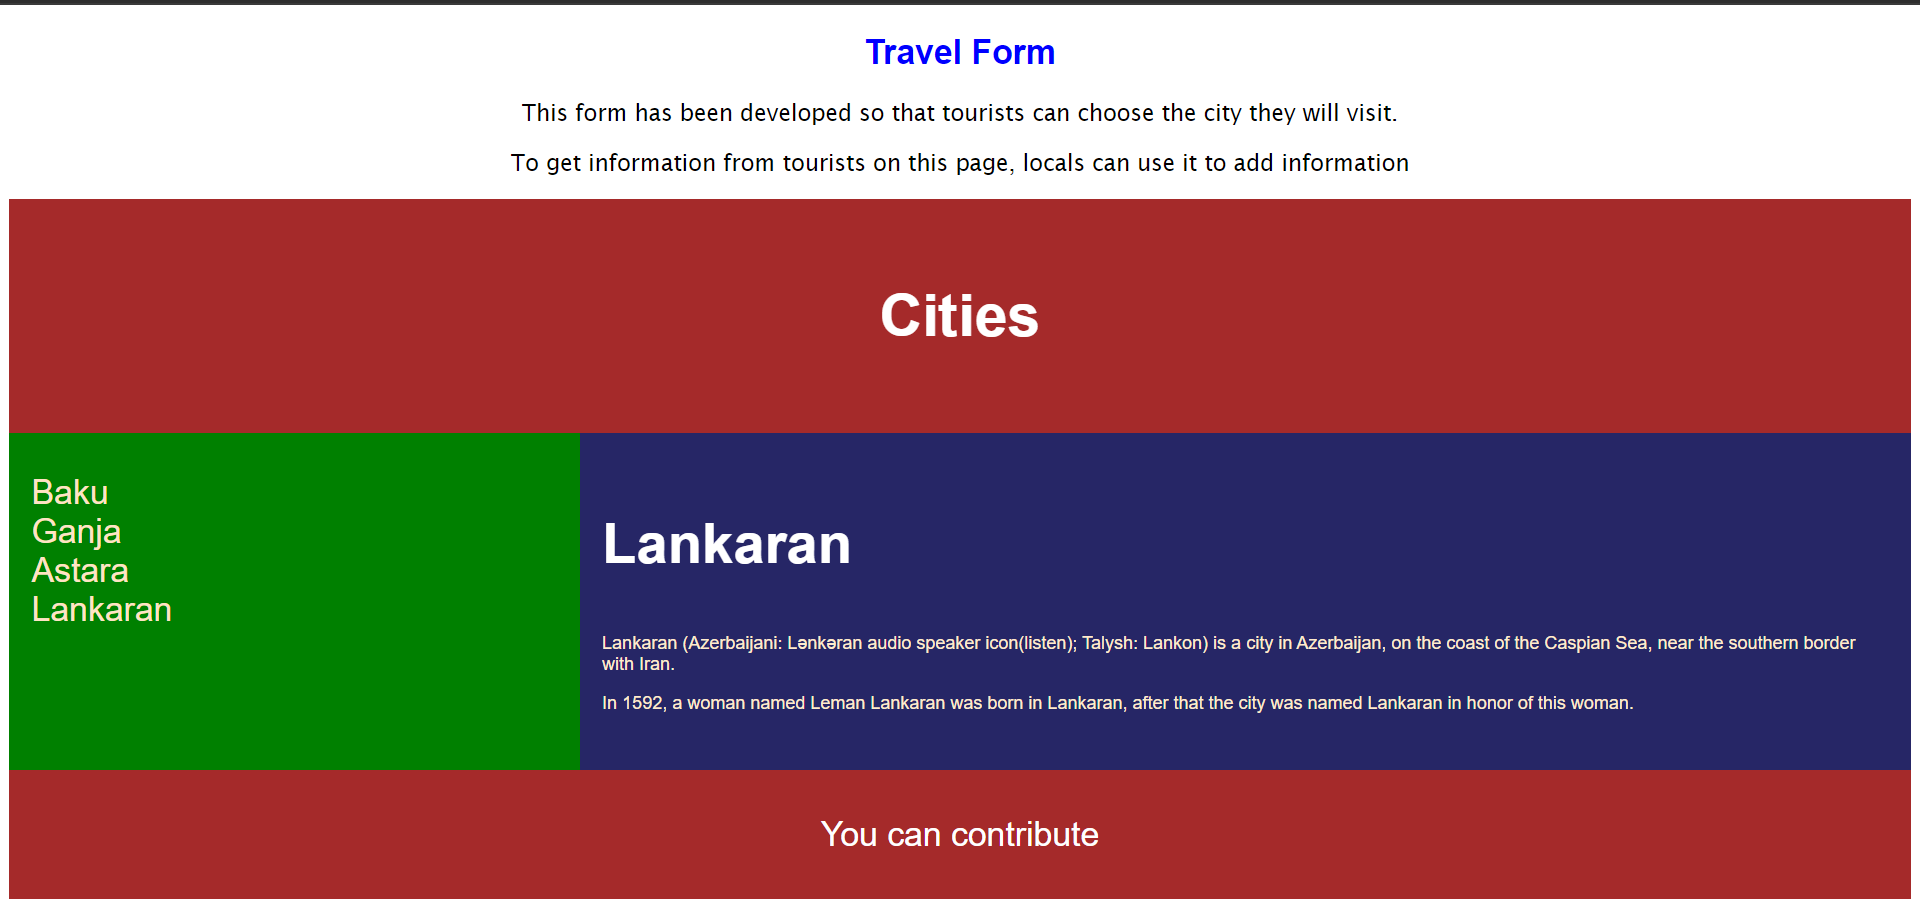 Travel Form
This form has been developed so that tourists can choose the city they will visit.
To get information from tourists on this page, locals can use it to add information
Cities
Baku
Ganja
Astara
Lankaran
Lankaran
Lankaran (Azerbaijani: Lənkəran audio speaker icon(listen); Talysh: Lankon) is a city in Azerbaijan, on the coast of the Caspian Sea, near the southern border
with Iran.
In 1592, a woman named Leman Lankaran was born in Lankaran, after that the city was named Lankaran in honor of this woman.
You can contribute